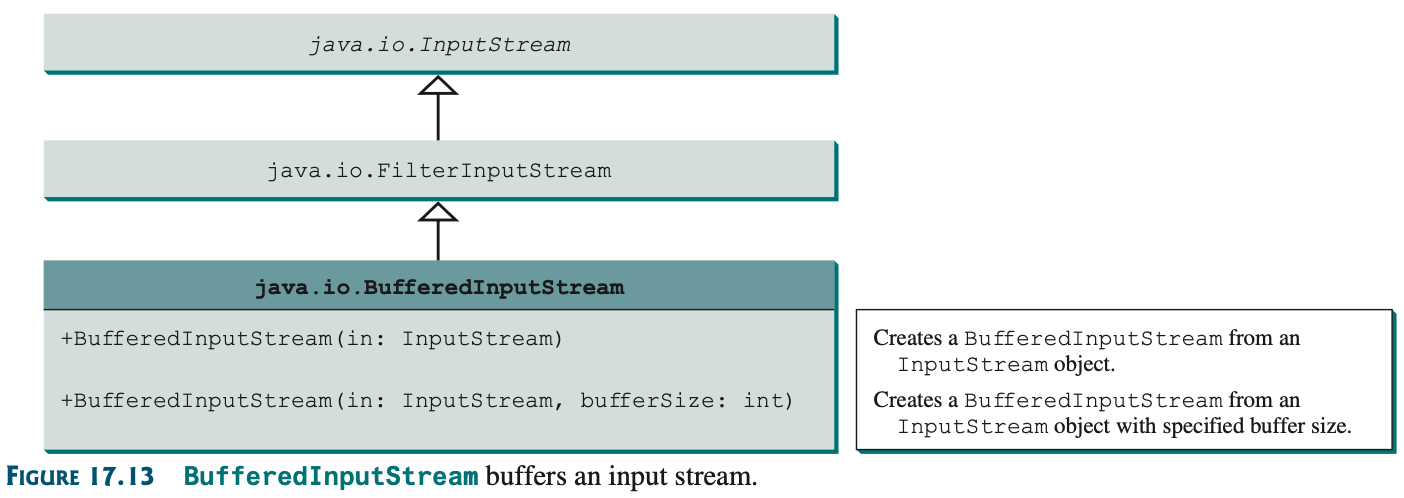 java.io.InputStream
java.io.FilterInputStream
java.io.BufferedInputStream
+BufferedInputStream(in: InputStream)
+BufferedInputStream(in: InputStream, bufferSize: int)
Creates a BufferedInputStream from an
InputStream object.
Creates a BufferedInputStream from an
InputStream object with specified buffer size.
FIGURE 17.13 BufferedInputStream buffers an input stream.